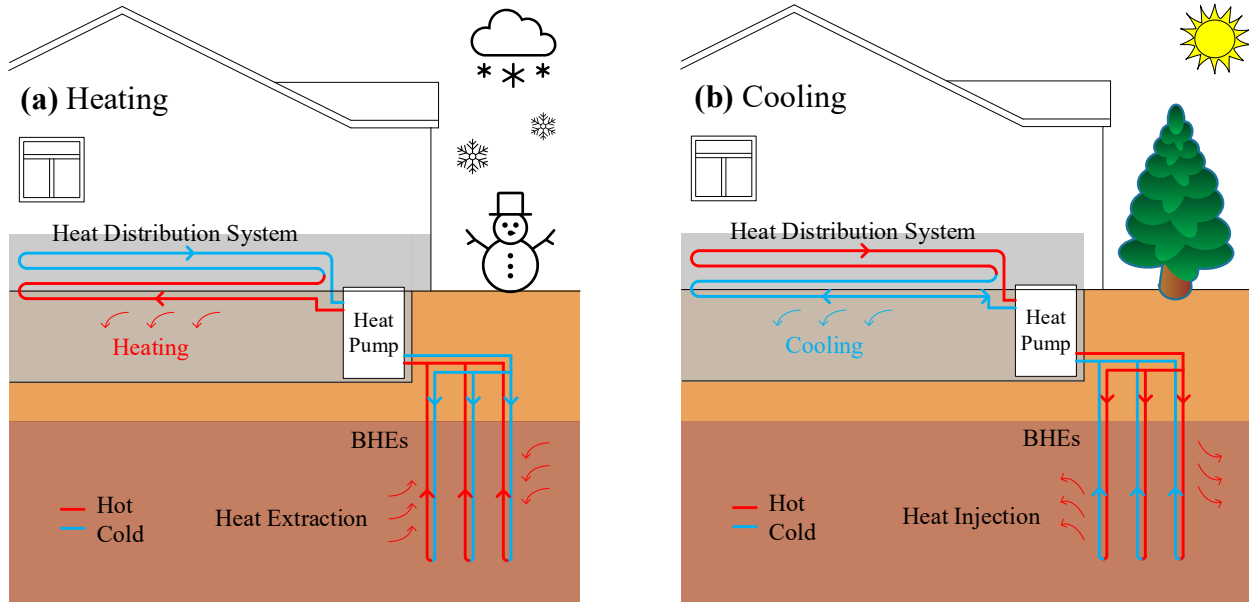 (a) Heating
Heat Distribution System
Heat
Pump
Heating
BHEs
Hot
Cold
Heat Extraction
(b) Cooling
Heat Distribution System
Heat
Pump
Cooling
BHEs
Hot
Cold
Heat Injection